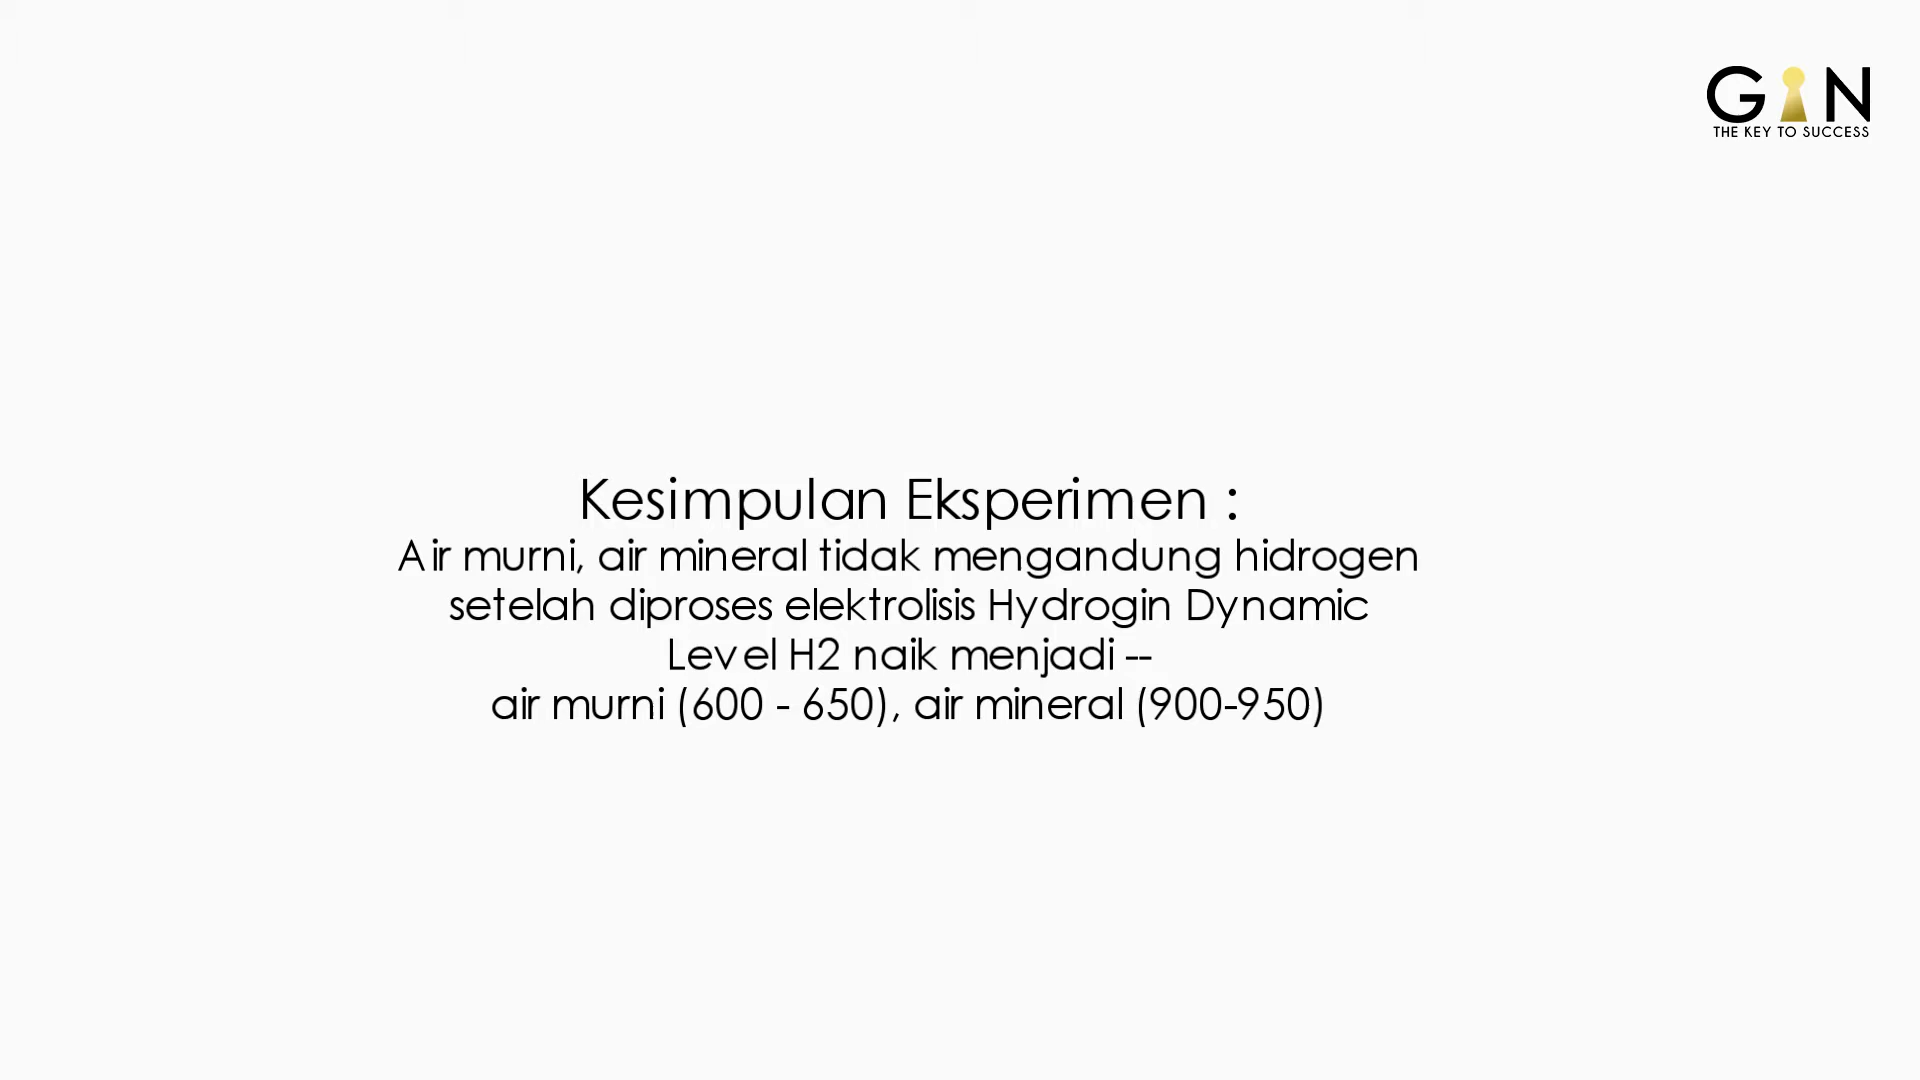 GIN
THE KEY TO SUCCESS
Kesimpulan Eksperimen :
Air murni, air mineral tidak mengandung hidrogen
setelah diproses elektrolisis Hydrogin Dynamic
Level H2 naik menjadi --
air murni (600 - 650), air mineral (900-950)